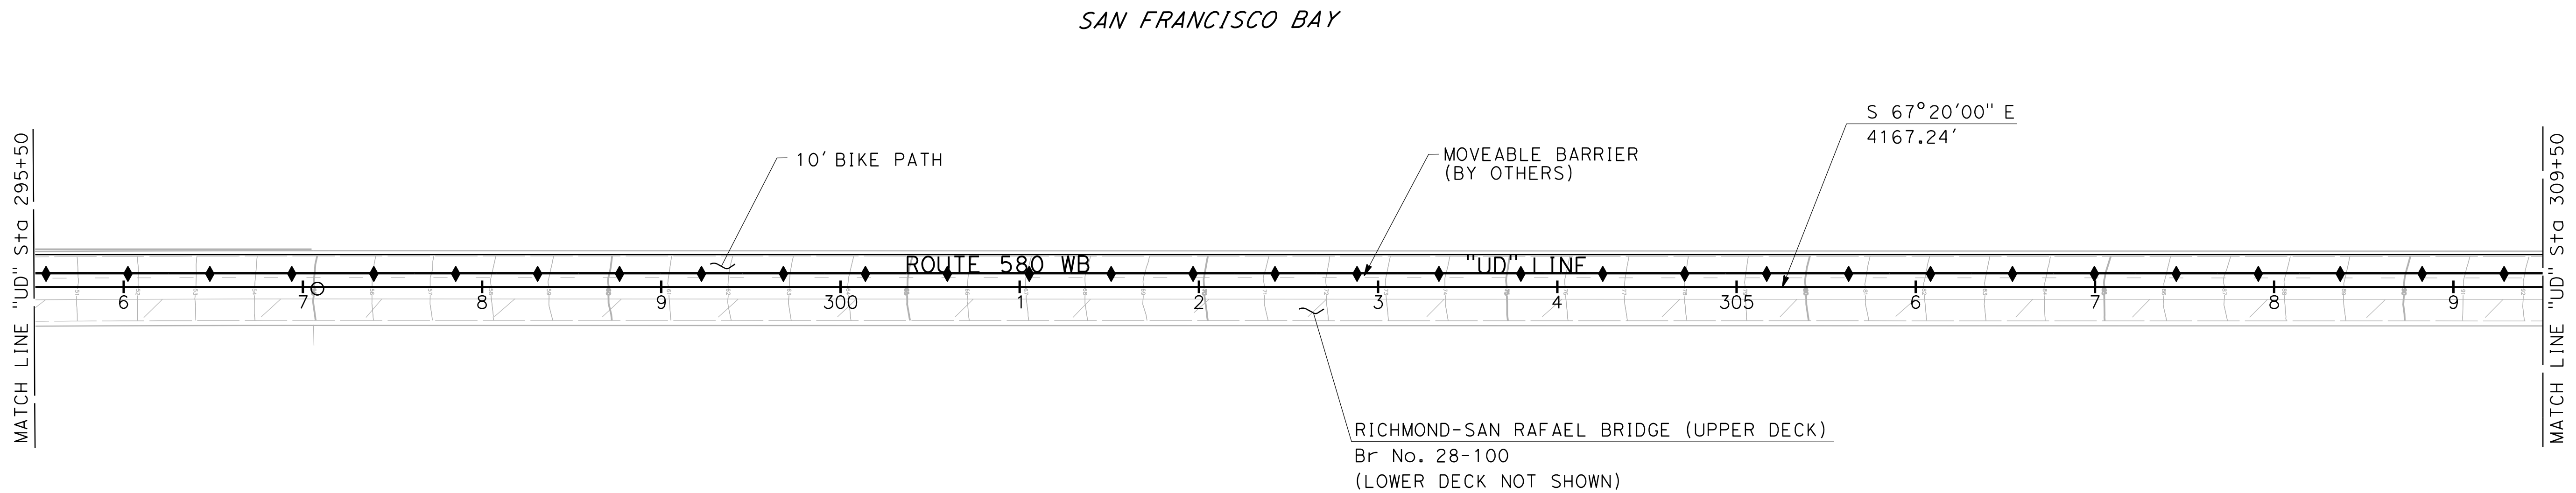 SAN FRANCISCO BAY
S 67°20'00" E
4167.24'
10' BIKE PATH
MOVEABLE BARRIER
(BY OTHERS)
MATCH LINE "UD" Sta 295+50
ROUTE 580 WB
"UD" LINE
6 7 8 9 300 1 2 3 4 305 6 7 8 9
MATCH LINE "UD" Sta 309+50
RICHMOND-SAN RAFAEL BRIDGE (UPPER DECK)
Br No. 28-100
(LOWER DECK NOT SHOWN)